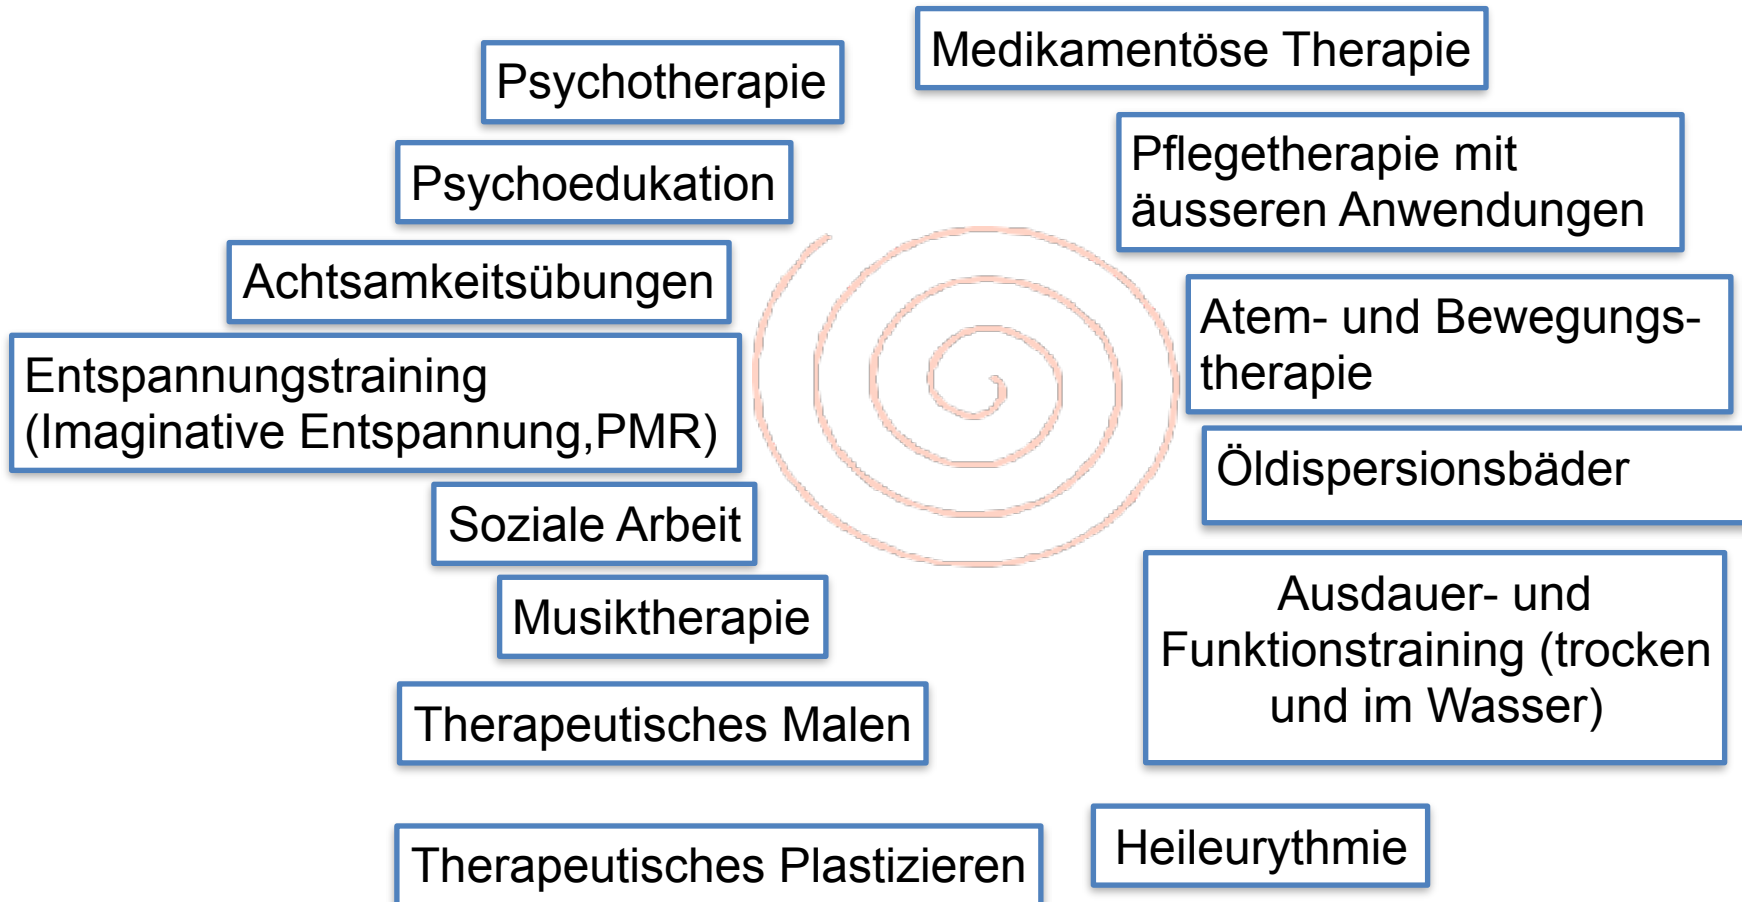 Psychotherapie
Psychoedukation
Achtsamkeitsübungen
Entspannungstraining
(Imaginative Entspannung,PMR)
Soziale Arbeit
Musiktherapie
Therapeutisches Malen
Therapeutisches Plastizieren
Medikamentöse Therapie
Pflegetherapie mit
äusseren Anwendungen
Atem- und Bewegungs-
therapie
Öldispersionsbäder
Ausdauer- und
Funktionstraining (trocken
und im Wasser)
Heileurythmie